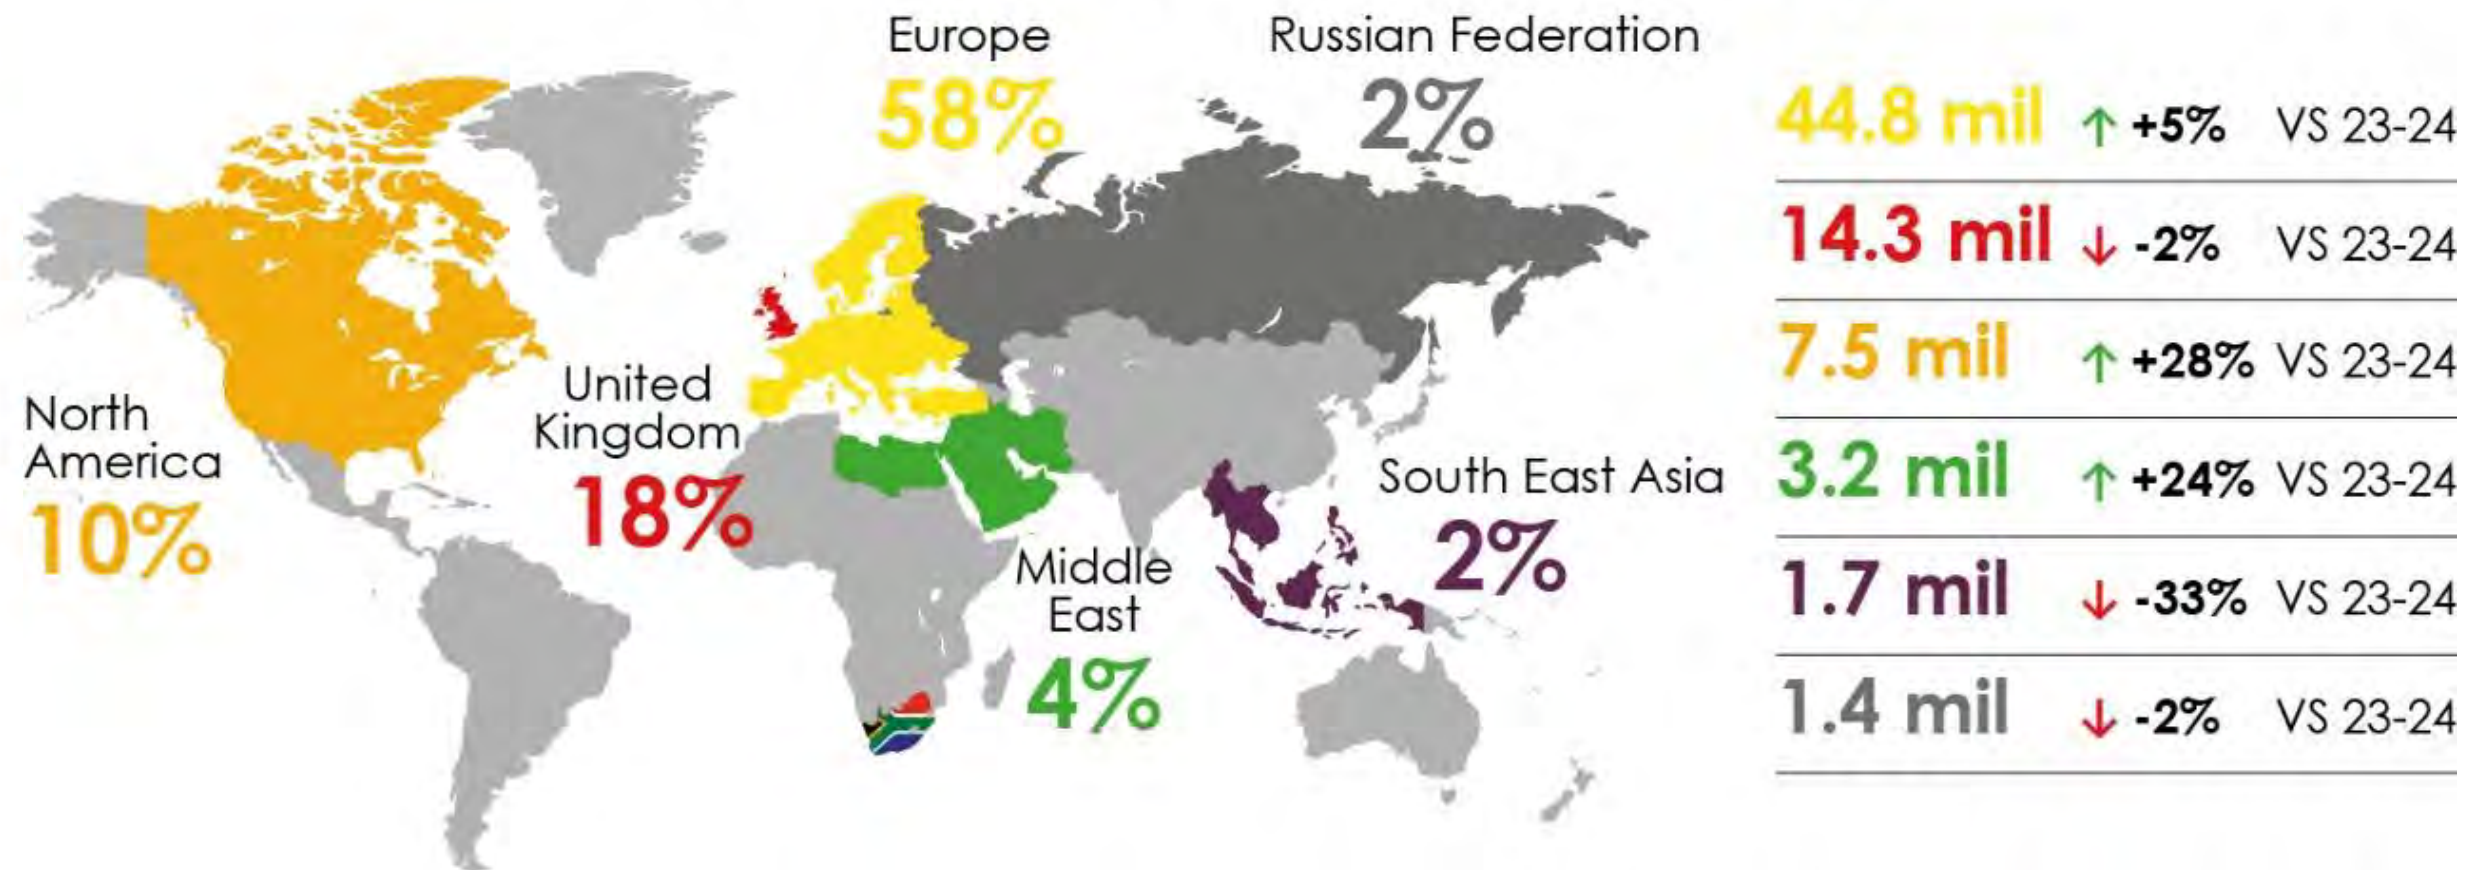 Europe
58%
Russian Federation
2%
North
America
10%
United
Kingdom
18%
Middle
East
4%
South East Asia
2%
44.8 mil ↑ +5% VS 23-24
14.3 mil ↓ -2% VS 23-24
7.5 mil ↑ +28% VS 23-24
3.2 mil ↑ +24% VS 23-24
1.7 mil ↓ -33% VS 23-24
1.4 mil ↓ -2% VS 23-24